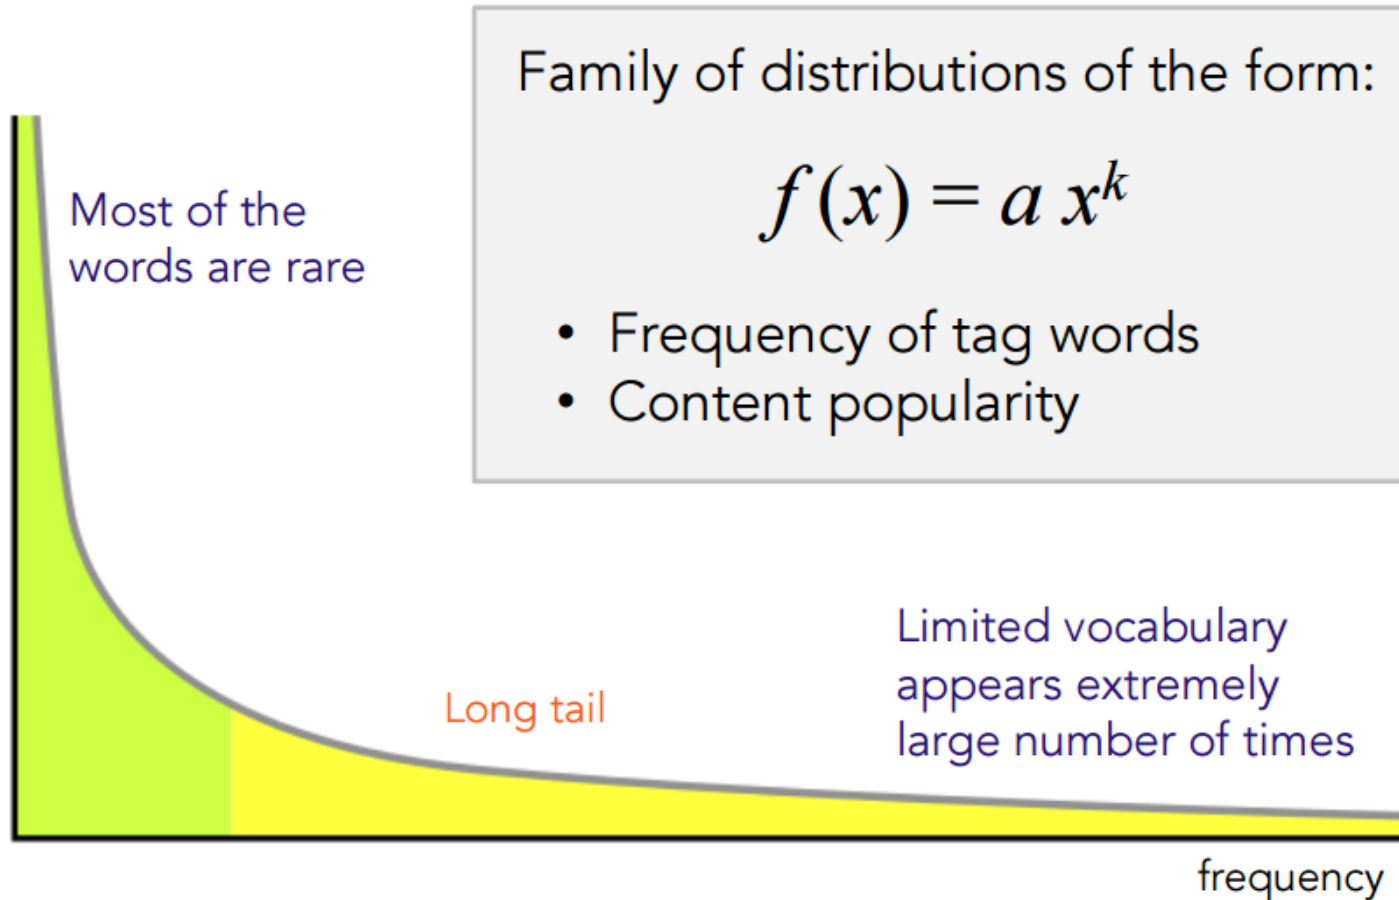 Family of distributions of the form:
f(x) = a x^k
• Frequency of tag words
• Content popularity
Most of the
words are rare
Long tail
Limited vocabulary
appears extremely
large number of times
frequency